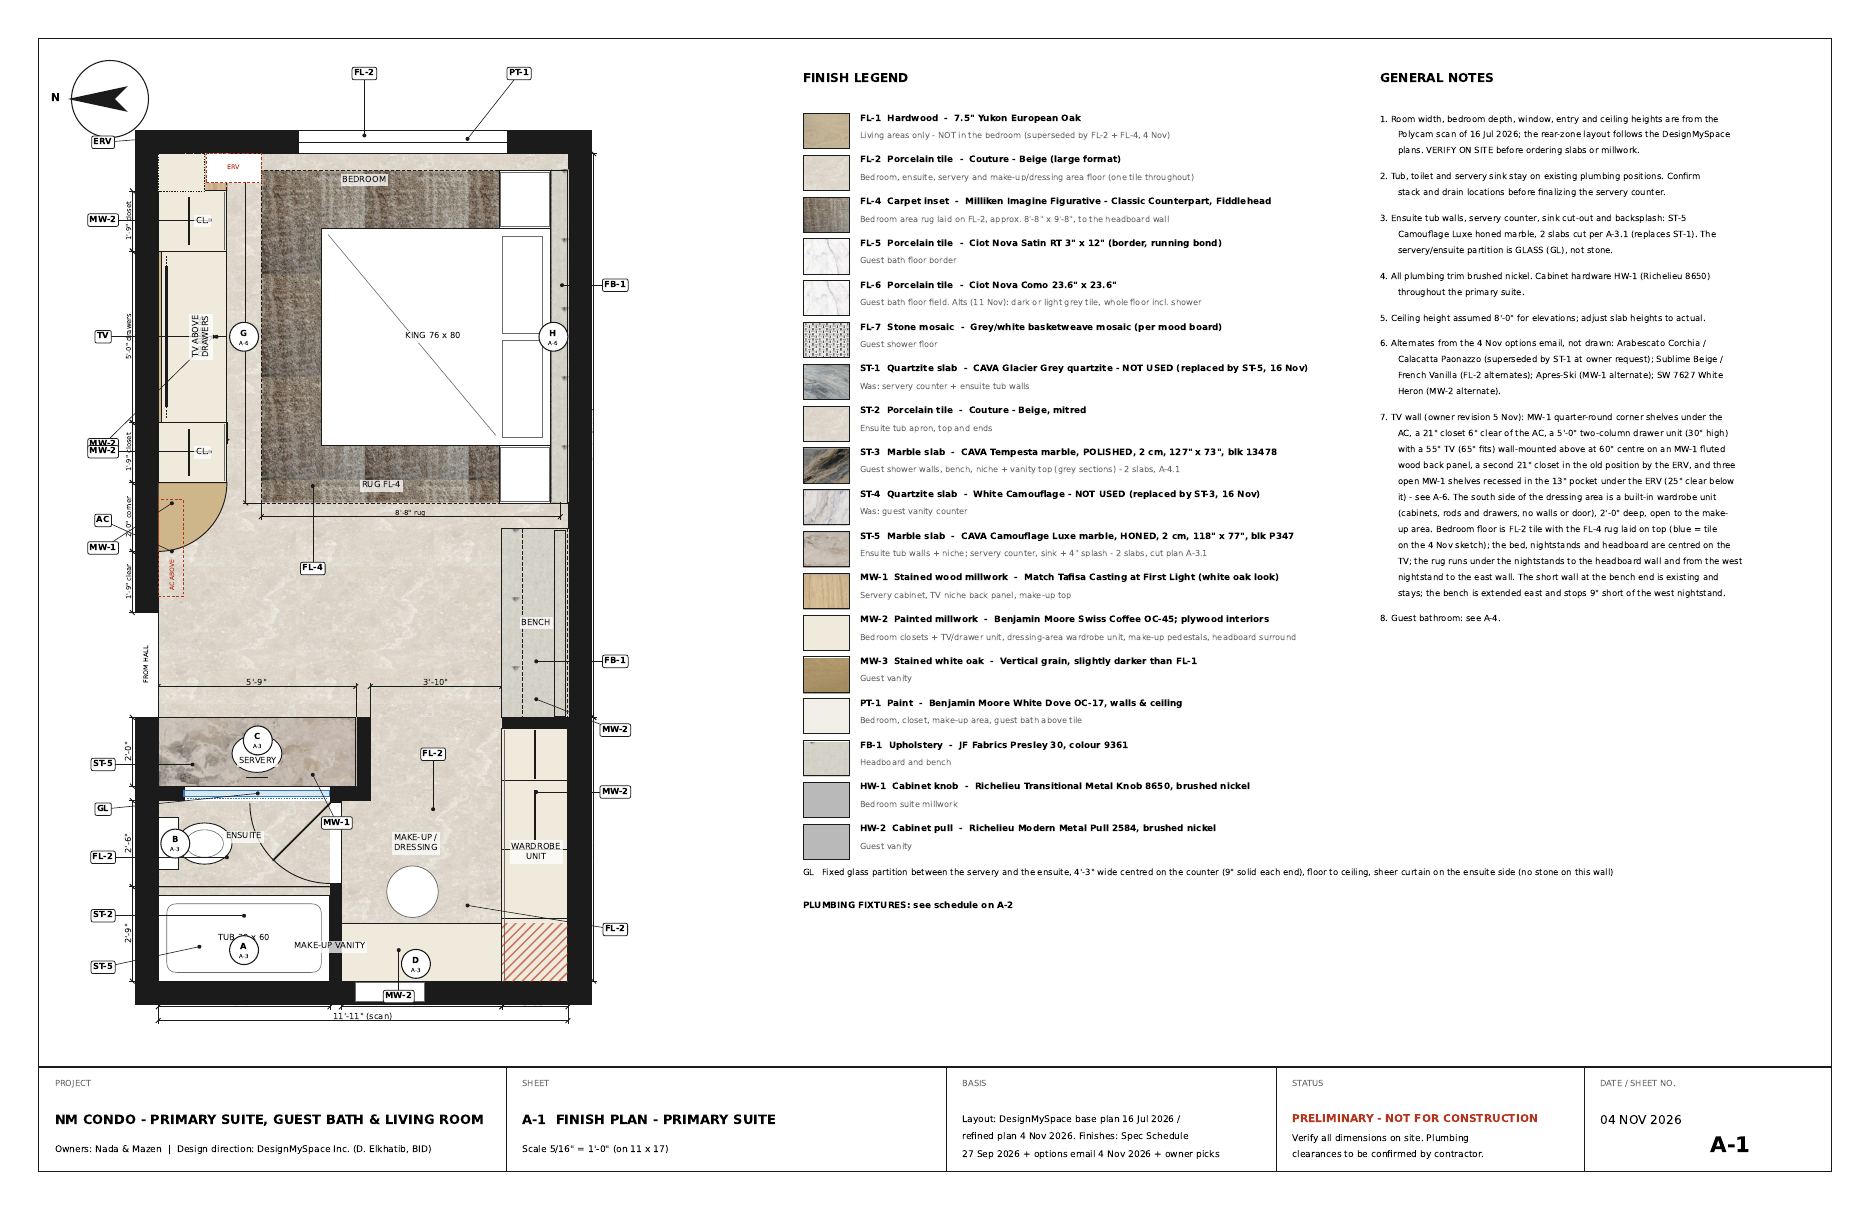 N
FL-2
PT-1
ERV
ERV
BEDROOM
MW-2
1'-9" closet
CL.
FB-1
TV
5'-0" drawers
TV ABOVE
DRAWERS
G
A-6
KING 76 x 80
H
A-6
MW-2
MW-2
1'-9" closet
CL.
RUG FL-4
8'-8" rug
AC
MW-1
AC ABOVE
1'-9" clear
FL-4
BENCH
FROM HALL
FB-1
5'-9"
3'-10"
MW-2
2'-0"
C
A-3
SERVERY
FL-2
ST-5
MW-2
GL
MW-1
B
A-3
ENSUITE
2'-6"
MAKE-UP /
DRESSING
WARDROBE
UNIT
FL-2
ST-2
2'-9"
A
A-3
MAKE-UP VANITY
FL-2
D
A-3
ST-5
MW-2
11'-11" (scan)
FINISH LEGEND
FL-1 Hardwood - 7.5" Yukon European Oak
Living areas only - NOT in the bedroom (superseded by FL-2 + FL-4, 4 Nov)
FL-2 Porcelain tile - Couture - Beige (large format)
Bedroom, ensuite, servery and make-up/dressing area floor (one tile throughout)
FL-4 Carpet inset - Milliken Imagine Figurative - Classic Counterpart, Fiddlehead
Bedroom area rug laid on FL-2, approx. 8'-8" x 9'-8", to the headboard wall
FL-5 Porcelain tile - Ciot Nova Satin RT 3" x 12" (border, running bond)
Guest bath floor border
FL-6 Porcelain tile - Ciot Nova Como 23.6" x 23.6"
Guest bath floor field. Alts (11 Nov): dark or light grey tile, whole floor incl. shower
FL-7 Stone mosaic - Grey/white basketweave mosaic (per mood board)
Guest shower floor
ST-1 Quartzite slab - CAVA Glacier Grey quartzite - NOT USED (replaced by ST-5, 16 Nov)
Was: servery counter + ensuite tub walls
ST-2 Porcelain tile - Couture - Beige, mitred
Ensuite tub apron, top and ends
ST-3 Marble slab - CAVA Tempesta marble, POLISHED, 2 cm, 127" x 73", blk 13478
Guest shower walls, bench, niche + vanity top (grey sections) - 2 slabs, A-4.1
ST-4 Quartzite slab - White Camouflage - NOT USED (replaced by ST-3, 16 Nov)
Was: guest vanity counter
ST-5 Marble slab - CAVA Camouflage Luxe marble, HONED, 2 cm, 118" x 77", blk P347
Ensuite tub walls + niche; servery counter, sink + 4" splash - 2 slabs, cut plan A-3.1
MW-1 Stained wood millwork - Match Tafisa Casting at First Light (white oak look)
Servery cabinet, TV niche back panel, make-up top
MW-2 Painted millwork - Benjamin Moore Swiss Coffee OC-45; plywood interiors
Bedroom closets + TV/drawer unit, dressing-area wardrobe unit, make-up pedestals, headboard surround
MW-3 Stained white oak - Vertical grain, slightly darker than FL-1
Guest vanity
PT-1 Paint - Benjamin Moore White Dove OC-17, walls & ceiling
Bedroom, closet, make-up area, guest bath above tile
FB-1 Upholstery - JF Fabrics Presley 30, colour 9361
Headboard and bench
HW-1 Cabinet knob - Richelieu Transitional Metal Knob 8650, brushed nickel
Bedroom suite millwork
HW-2 Cabinet pull - Richelieu Modern Metal Pull 2584, brushed nickel
Guest vanity
GL Fixed glass partition between the servery and the ensuite, 4'-3" wide centred on the counter (9" solid each end), floor to ceiling, sheer curtain on the ensuite side (no stone on this wall)
PLUMBING FIXTURES: see schedule on A-2
GENERAL NOTES
1. Room width, bedroom depth, window, entry and ceiling heights are from the
Polycam scan of 16 Jul 2026; the rear-zone layout follows the DesignMySpace
plans. VERIFY ON SITE before ordering slabs or millwork.
2. Tub, toilet and servery sink stay on existing plumbing positions. Confirm
stack and drain locations before finalizing the servery counter.
3. Ensuite tub walls, servery counter, sink cut-out and backsplash: ST-5
Camouflage Luxe honed marble, 2 slabs cut per A-3.1 (replaces ST-1). The
servery/ensuite partition is GLASS (GL), not stone.
4. All plumbing trim brushed nickel. Cabinet hardware HW-1 (Richelieu 8650)
throughout the primary suite.
5. Ceiling height assumed 8'-0" for elevations; adjust slab heights to actual.
6. Alternates from the 4 Nov options email, not drawn: Arabescato Corchia /
Calacatta Paonazzo (superseded by ST-1 at owner request); Sublime Beige /
French Vanilla (FL-2 alternates); Apres-Ski (MW-1 alternate); SW 7627 White
Heron (MW-2 alternate).
7. TV wall (owner revision 5 Nov): MW-1 quarter-round corner shelves under the
AC, a 21" closet 6" clear of the AC, a 5'-0" two-column drawer unit (30" high)
with a 55" TV (65" fits) wall-mounted above at 60" centre on an MW-1 fluted
wood back panel, a second 21" closet in the old position by the ERV, and three
open MW-1 shelves recessed in the 13" pocket under the ERV (25" clear below
it) - see A-6. The south side of the dressing area is a built-in wardrobe unit
(cabinets, rods and drawers, no walls or door), 2'-0" deep, open to the make-
up area. Bedroom floor is FL-2 tile with the FL-4 rug laid on top (blue = tile
on the 4 Nov sketch); the bed, nightstands and headboard are centred on the
TV; the rug runs under the nightstands to the headboard wall and from the west
nightstand to the east wall. The short wall at the bench end is existing and
stays; the bench is extended east and stops 9" short of the west nightstand.
8. Guest bathroom: see A-4.
PROJECT
NM CONDO - PRIMARY SUITE, GUEST BATH & LIVING ROOM
Owners: Nada & Mazen | Design direction: DesignMySpace Inc. (D. Elkhatib, BID)
SHEET
A-1 FINISH PLAN - PRIMARY SUITE
Scale 5/16" = 1'-0" (on 11 x 17)
BASIS
Layout: DesignMySpace base plan 16 Jul 2026 /
refined plan 4 Nov 2026. Finishes: Spec Schedule
27 Sep 2026 + options email 4 Nov 2026 + owner picks
STATUS
PRELIMINARY - NOT FOR CONSTRUCTION
Verify all dimensions on site. Plumbing
clearances to be confirmed by contractor.
DATE / SHEET NO.
04 NOV 2026
A-1